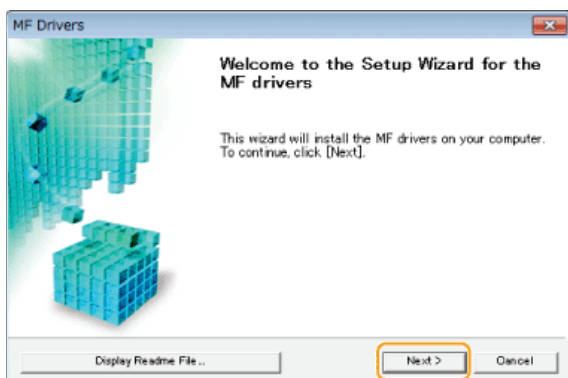 MF Drivers
Welcome to the Setup Wizard for the
MF drivers
This wizard will install the MF drivers on your computer.
To continue, click [Next].
Display Readme File...
Next >
Cancel